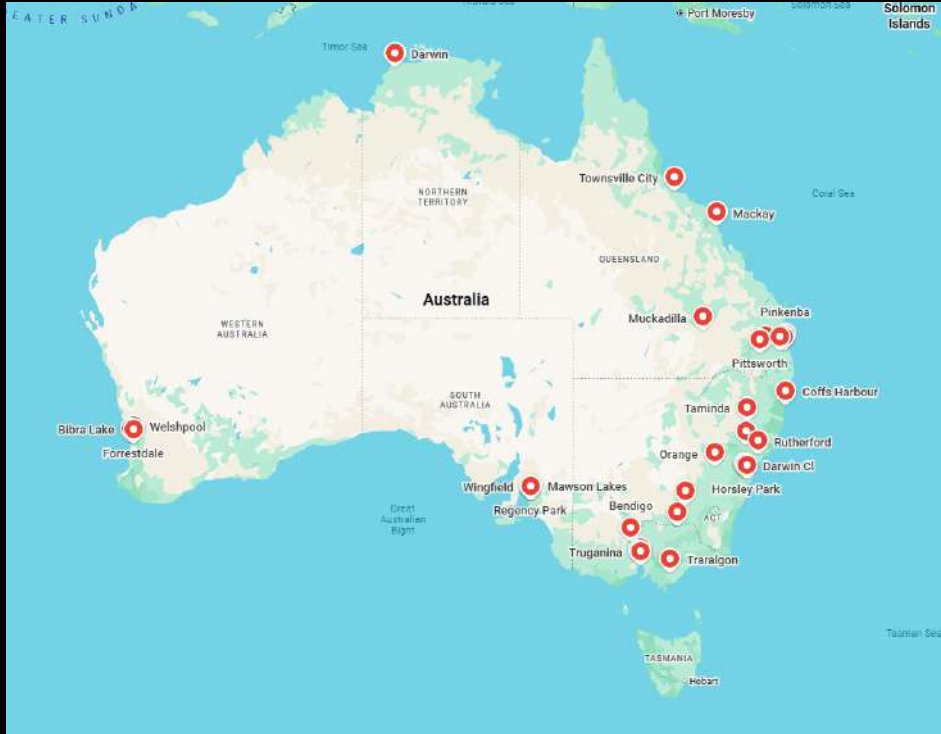 EATER SUNDA
Port Moresby
Solomon Sea
Solomon
Islands
Timor Sea
Darwin
Townsville City
Coral Sea
Mackay
NORTHERN
TERRITORY
QUEENSLAND
Australia
Muckadilla
Pinkenba
WESTERN
AUSTRALIA
Pittsworth
SOUTH
AUSTRALIA
Coffs Harbour
Taminda
Bibra Lake
Welshpool
Rutherford
Forrestdale
Orange
Darwin Cl
Wingfield
Mawson Lakes
Horsley Park
Regency Park
Bendigo
Great
Australian
Bight
ACT
Truganina
Traralgon
Tasman Sea
TASMANIA
Hobart